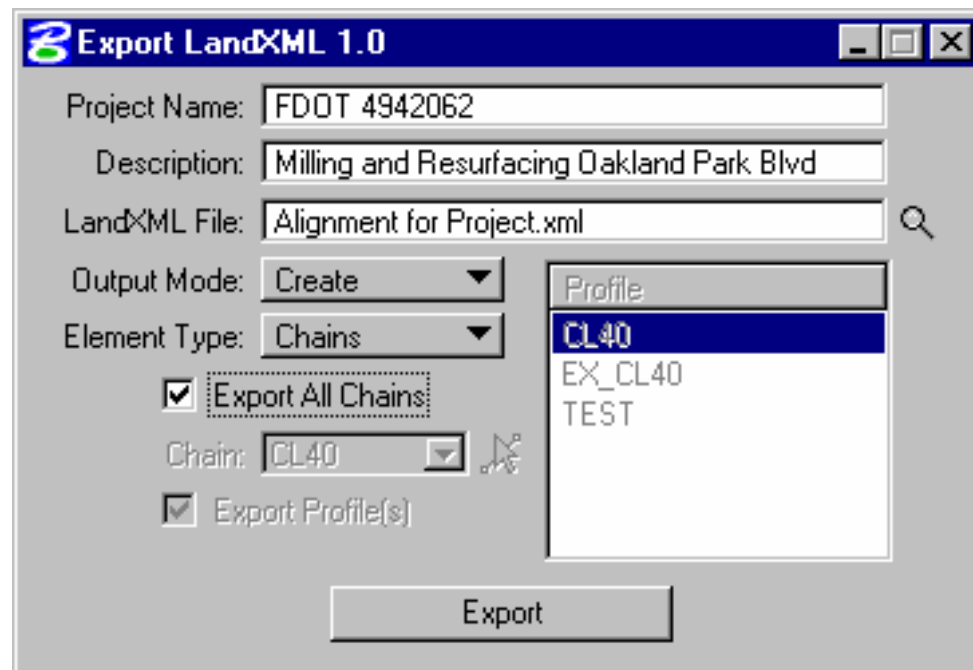 Export LandXML 1.0
Project Name: FDOT 4942062
Description: Milling and Resurfacing Oakland Park Blvd
LandXML File: Alignment for Project.xml
Output Mode: Create
Element Type: Chains
Export All Chains
Chain: CL40
Export Profile(s)
Profile
CL40
EX_CL40
TEST
Export